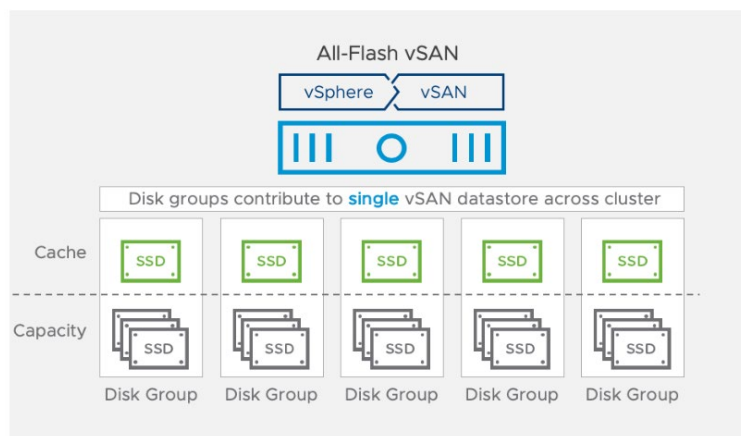 All-Flash vSAN
vSphere vSAN
Disk groups contribute to single vSAN datastore across cluster
Cache
SSD SSD SSD SSD SSD
Capacity
SSD SSD SSD SSD SSD
Disk Group Disk Group Disk Group Disk Group Disk Group